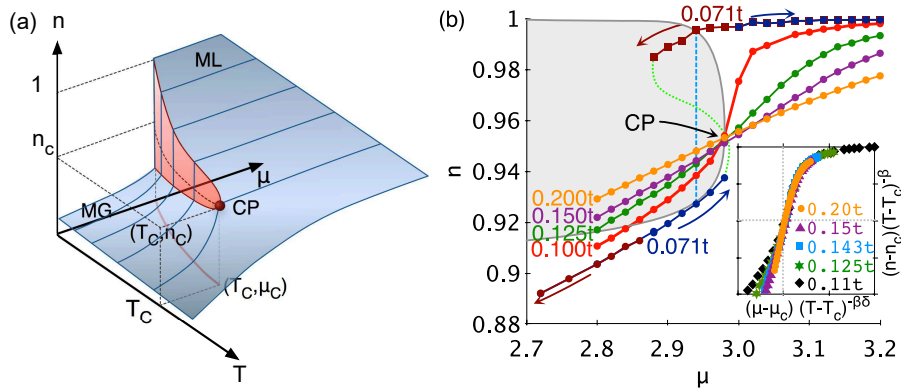 (a)
n
1
n_c
ML
MG
μ
CP
(T_C,n_C)
(T_C,μ_C)
T_C
T
(b)
n
1
0.98
0.96
0.94
0.92
0.9
0.88
2.7
2.8
2.9
3.0
3.1
3.2
μ
0.071t
CP
0.200t
0.150t
0.125t
0.100t
0.071t
0.20t
0.15t
0.143t
0.125t
0.11t
(n-n_c)(T-T_c)^-β
(μ-μ_c) (T-T_c)^-βδ